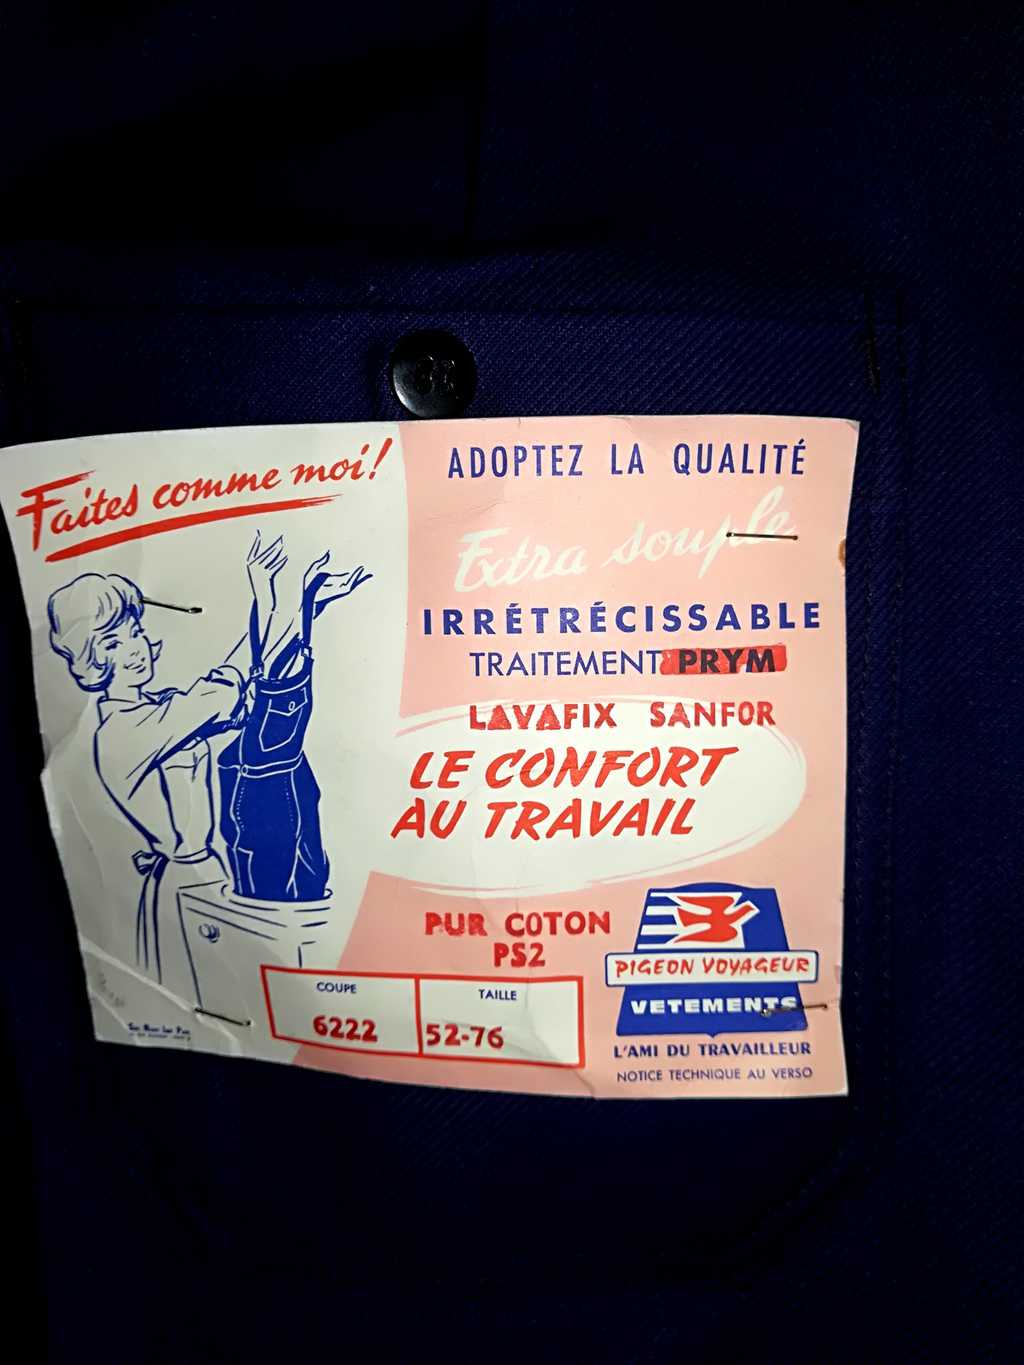 Faites comme moi!
ADOPTEZ LA QUALITÉ
Extra souple
IRRÉTRÉCISSABLE
TRAITEMENT PRYM
LAVAFIX SANFOR
LE CONFORT
AU TRAVAIL
PUR COTON
PS2
COUPE
6222
TAILLE
52-76
PIGEON VOYAGEUR
VETEMENTS
L'AMI DU TRAVAILLEUR
NOTICE TECHNIQUE AU VERSO